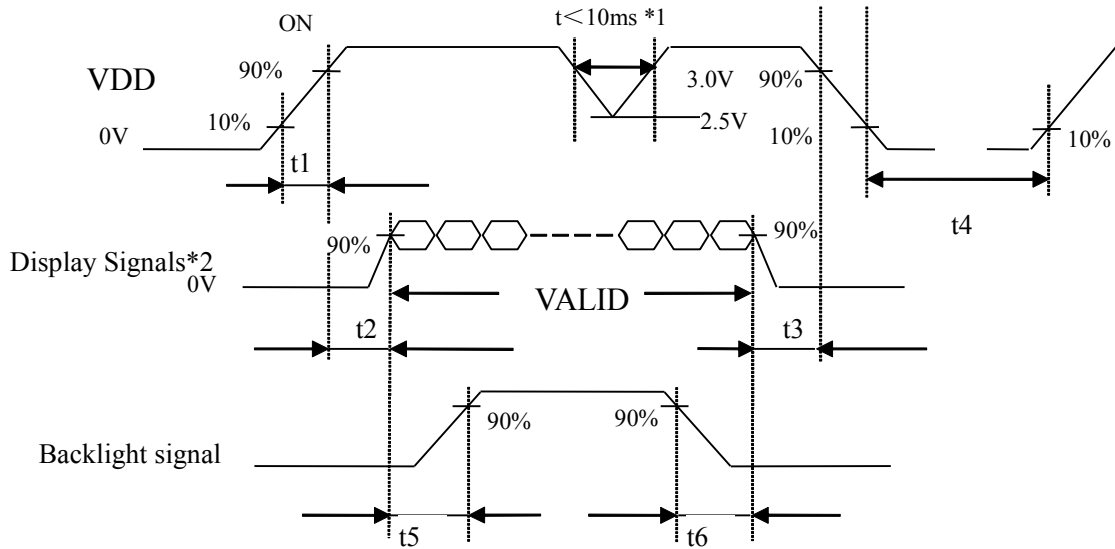 ON
t＜10ms *1
VDD
90%
3.0V
90%
0V
10%
2.5V
10%
10%
t1
t4
90%
90%
Display Signals*2
0V
VALID
t2
t3
90%
90%
Backlight signal
t5
t6